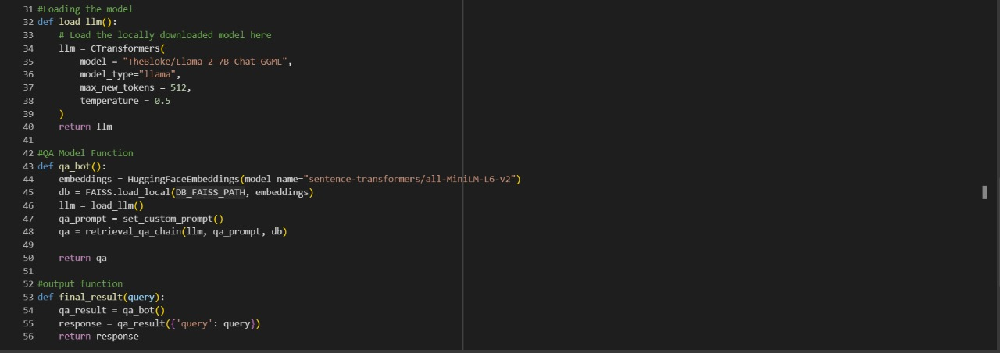 31 #Loading the model
32 def load_llm():
33     # Load the locally downloaded model here
34     llm = CTransformers(
35         model = "TheBloke/Llama-2-7B-Chat-GGML",
36         model_type="llama",
37         max_new_tokens = 512,
38         temperature = 0.5
39     )
40     return llm
41
42 #QA Model Function
43 def qa_bot():
44     embeddings = HuggingFaceEmbeddings(model_name="sentence-transformers/all-MiniLM-L6-v2")
45     db = FAISS.load_local(DB_FAISS_PATH, embeddings)
46     llm = load_llm()
47     qa_prompt = set_custom_prompt()
48     qa = retrieval_qa_chain(llm, qa_prompt, db)
49
50     return qa
51
52 #output function
53 def final_result(query):
54     qa_result = qa_bot()
55     response = qa_result({'query': query})
56     return response